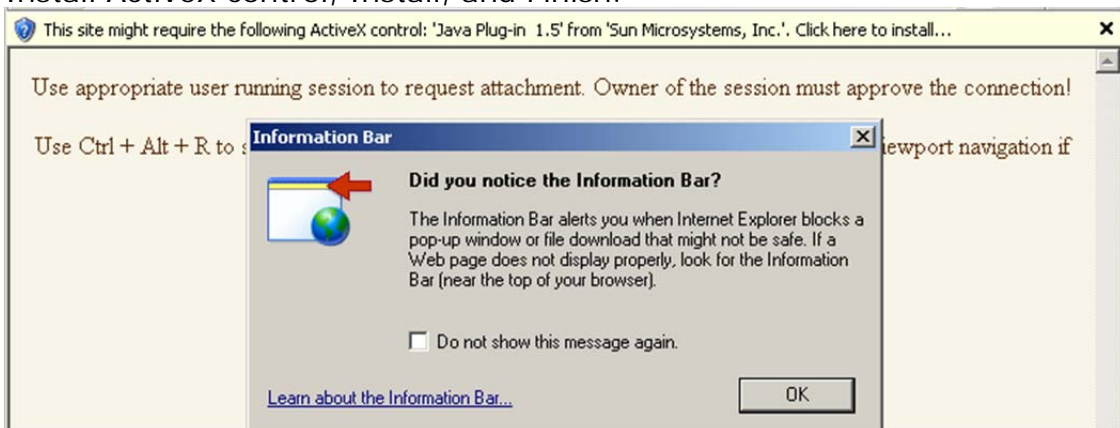 Install ActiveX control, Install, and Finish.
This site might require the following ActiveX control: 'Java Plug-in 1.5' from 'Sun Microsystems, Inc.'. Click here to install...
Use appropriate user running session to request attachment. Owner of the session must approve the connection!
Use Ctrl + Alt + R to
viewport navigation if
Information Bar
Did you notice the Information Bar?
The Information Bar alerts you when Internet Explorer blocks a
pop-up window or file download that might not be safe. If a
Web page does not display properly, look for the Information
Bar (near the top of your browser).
Do not show this message again.
Learn about the Information Bar...
OK